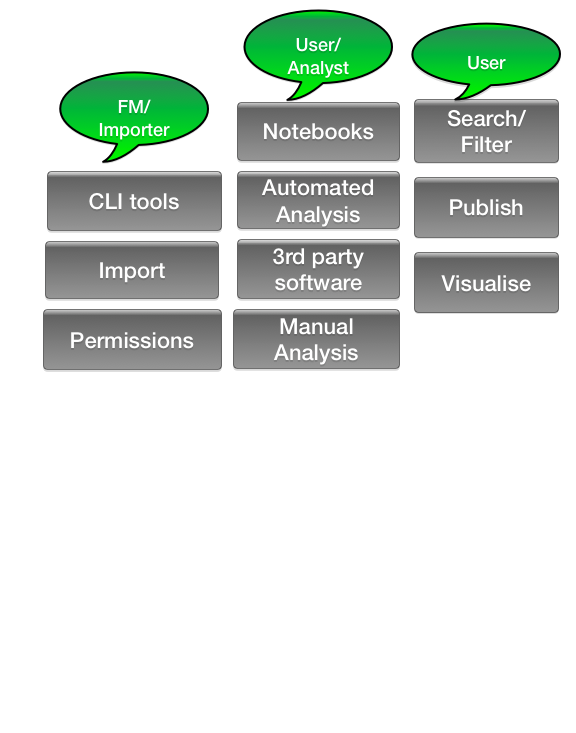 FM/
Importer
CLI tools
Import
Permissions
User/
Analyst
Notebooks
Automated
Analysis
3rd party
software
Manual
Analysis
User
Search/
Filter
Publish
Visualise